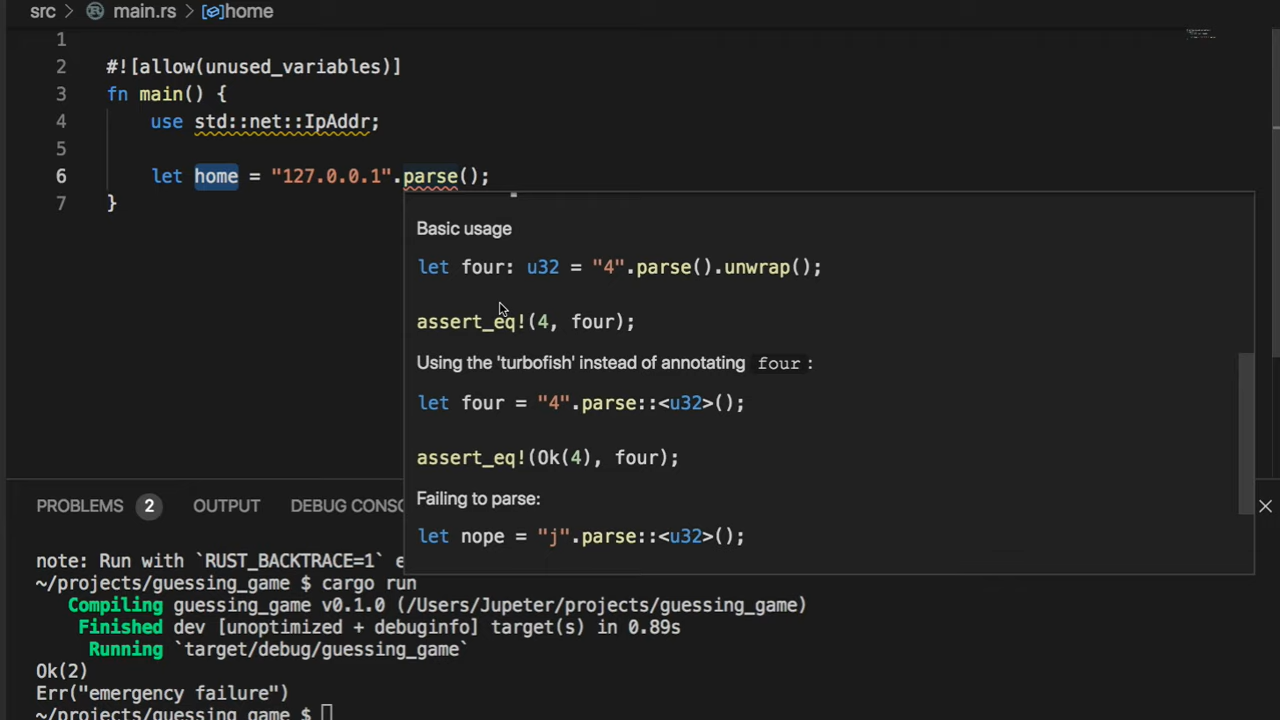 src > main.rs > home
1
2 #![allow(unused_variables)]
3 fn main() {
4 use std::net::IpAddr;
5
6 let home = "127.0.0.1".parse();
7 }
Basic usage
let four: u32 = "4".parse().unwrap();
assert_eq!(4, four);
Using the 'turbofish' instead of annotating four :
let four = "4".parse::<u32>();
assert_eq!(Ok(4), four);
Failing to parse:
let nope = "j".parse::<u32>();
PROBLEMS 2 OUTPUT DEBUG CONSO
note: Run with `RUST_BACKTRACE=1` e
~/projects/guessing_game $ cargo run
Compiling guessing_game v0.1.0 (/Users/Jupeter/projects/guessing_game)
Finished dev [unoptimized + debuginfo] target(s) in 0.89s
Running `target/debug/guessing_game`
Ok(2)
Err("emergency failure")
~/projects/guessing_game $